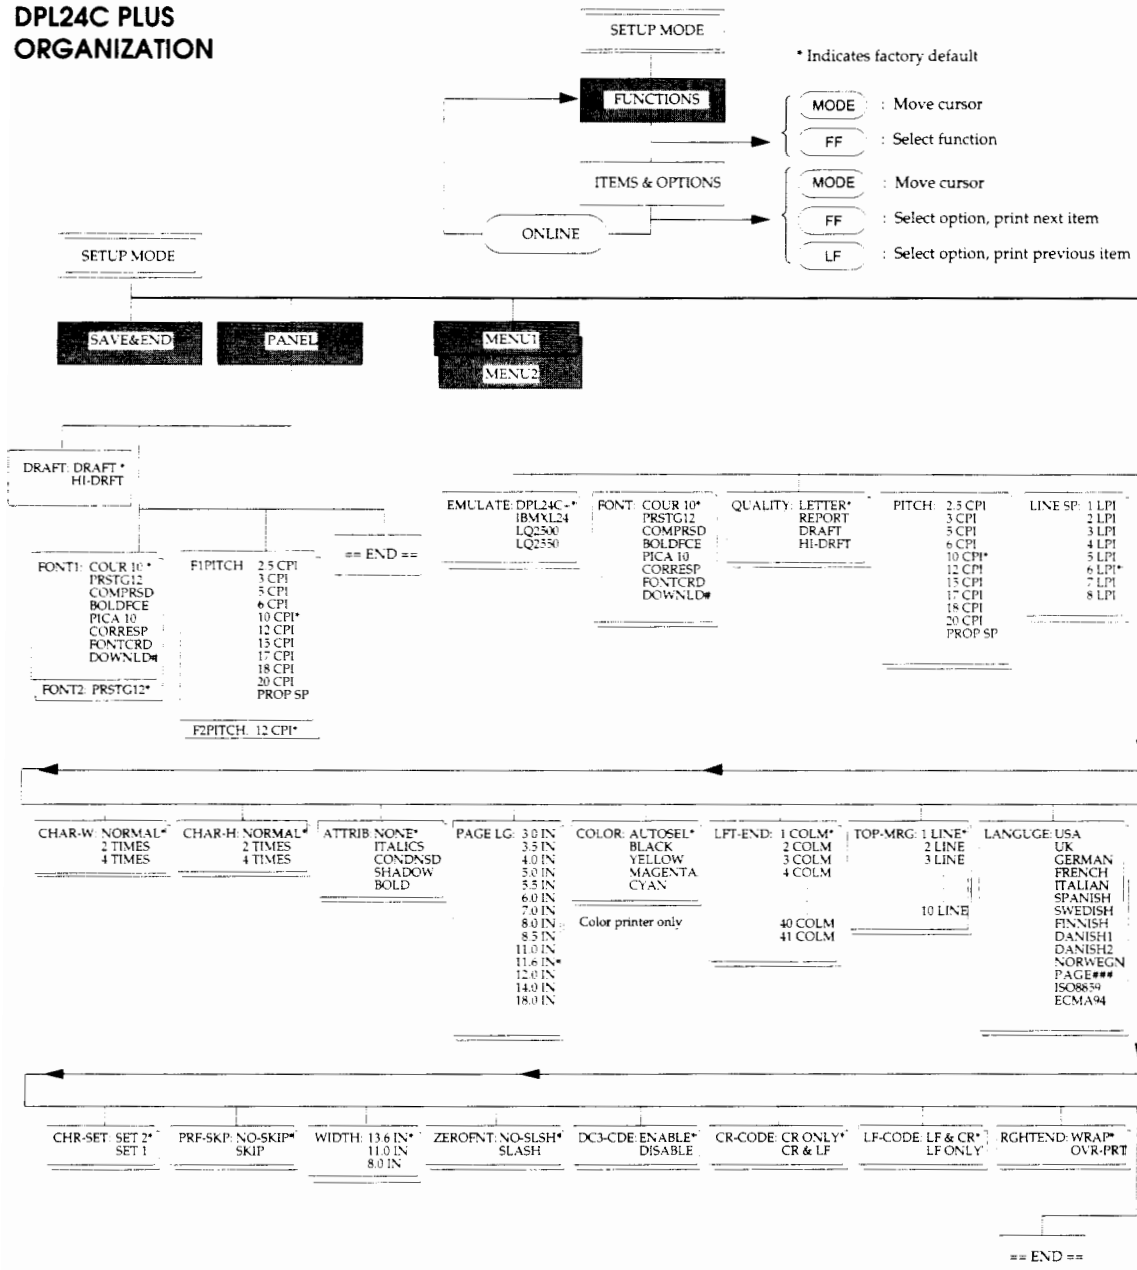 DPL24C PLUS
ORGANIZATION
SETUP MODE
* Indicates factory default
FUNCTIONS
MODE : Move cursor
FF : Select function
ITEMS & OPTIONS
MODE : Move cursor
FF : Select option, print next item
LF : Select option, print previous item
ONLINE
SETUP MODE
SAVE&END
PANEL
MENU1
MENU2
DRAFT: DRAFT *
HI-DRFT
FONT1: COUR 10 *
PRSTG12
COMPRSD
BOLDFCE
PICA 10
CORRESP
FONTCRD
DOWNLD#
FONT2: PRSTG12*
F1PITCH 2.5 CPI
3 CPI
5 CPI
6 CPI
10 CPI*
12 CPI
15 CPI
17 CPI
18 CPI
20 CPI
PROP SP
F2PITCH. 12 CPI*
== END ==
EMULATE: DPL24C+*
IBMXL24
LQ2500
LQ2550
FONT: COUR 10*
PRSTG12
COMPRSD
BOLDFCE
PICA 10
CORRESP
FONTCRD
DOWNLD#
QUALITY: LETTER*
REPORT
DRAFT
HI-DRFT
PITCH: 2.5 CPI
3 CPI
5 CPI
6 CPI
10 CPI*
12 CPI
15 CPI
17 CPI
18 CPI
20 CPI
PROP SP
LINE SP: 1 LPI
2 LPI
3 LPI
4 LPI
5 LPI
6 LPI*
7 LPI
8 LPI
CHAR-W: NORMAL*
2 TIMES
4 TIMES
CHAR-H: NORMAL*
2 TIMES
4 TIMES
ATTRIB NONE*
ITALICS
CONDNSD
SHADOW
BOLD
PAGE LG: 3.0 IN
3.5 IN
4.0 IN
5.0 IN
5.5 IN
6.0 IN
7.0 IN
8.0 IN
8.5 IN
11.0 IN
11.6 IN*
12.0 IN
14.0 IN
18.0 IN
COLOR: AUTOSEL*
BLACK
YELLOW
MAGENTA
CYAN
Color printer only
LFT-END: 1 COLM*
2 COLM
3 COLM
4 COLM
40 COLM
41 COLM
TOP-MRG: 1 LINE*
2 LINE
3 LINE
10 LINE
LANGUGE: USA
UK
GERMAN
FRENCH
ITALIAN
SPANISH
SWEDISH
FINNISH
DANISH1
DANISH2
NORWEGN
PAGE###
ISO8859
ECMA94
CHR-SET: SET 2*
SET 1
PRF-SKP: NO-SKIP*
SKIP
WIDTH: 13.6 IN*
11.0 IN
8.0 IN
ZEROFNT: NO-SLSH*
SLASH
DC3-CDE: ENABLE*
DISABLE
CR-CODE: CR ONLY*
CR & LF
LF-CODE: LF & CR*
LF ONLY
RGHTEND: WRAP*
OVR-PRT
== END ==